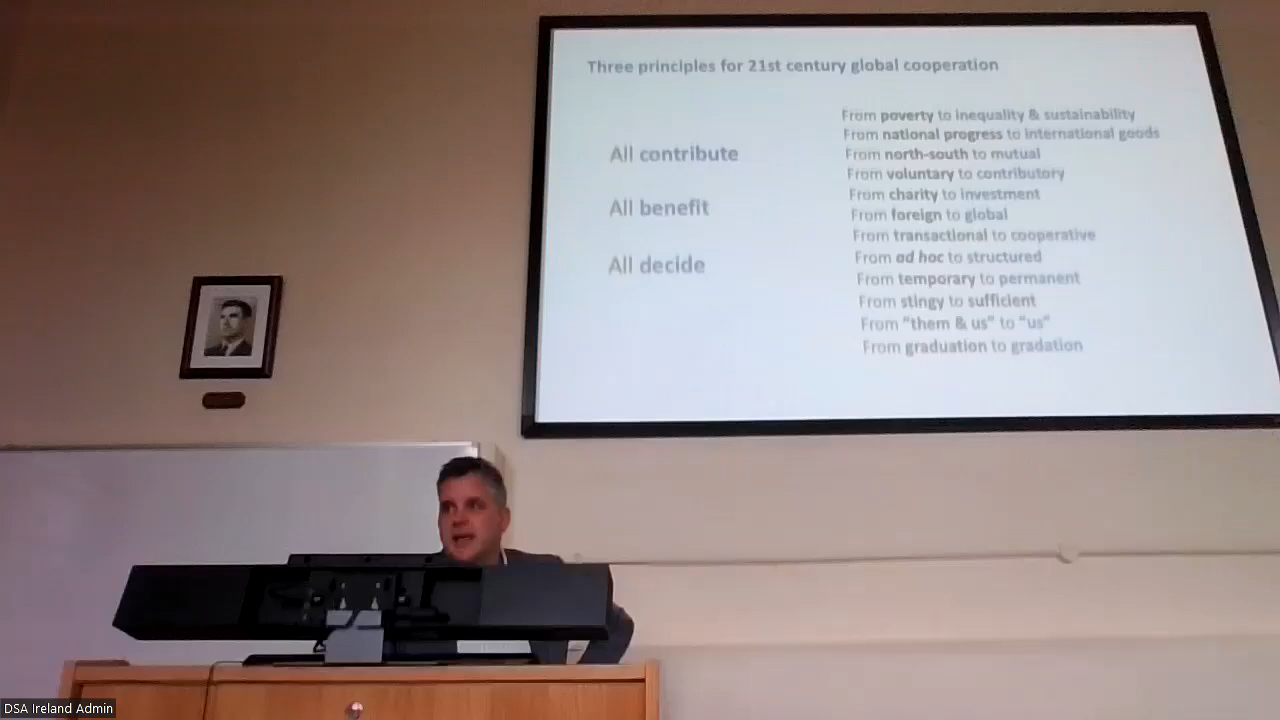 Three principles for 21st century global cooperation
All contribute
All benefit
All decide
From poverty to inequality & sustainability
From national progress to international goods
From north-south to mutual
From voluntary to contributory
From charity to investment
From foreign to global
From transactional to cooperative
From ad hoc to structured
From temporary to permanent
From stingy to sufficient
From "them & us" to "us"
From graduation to gradation
DSA Ireland Admin